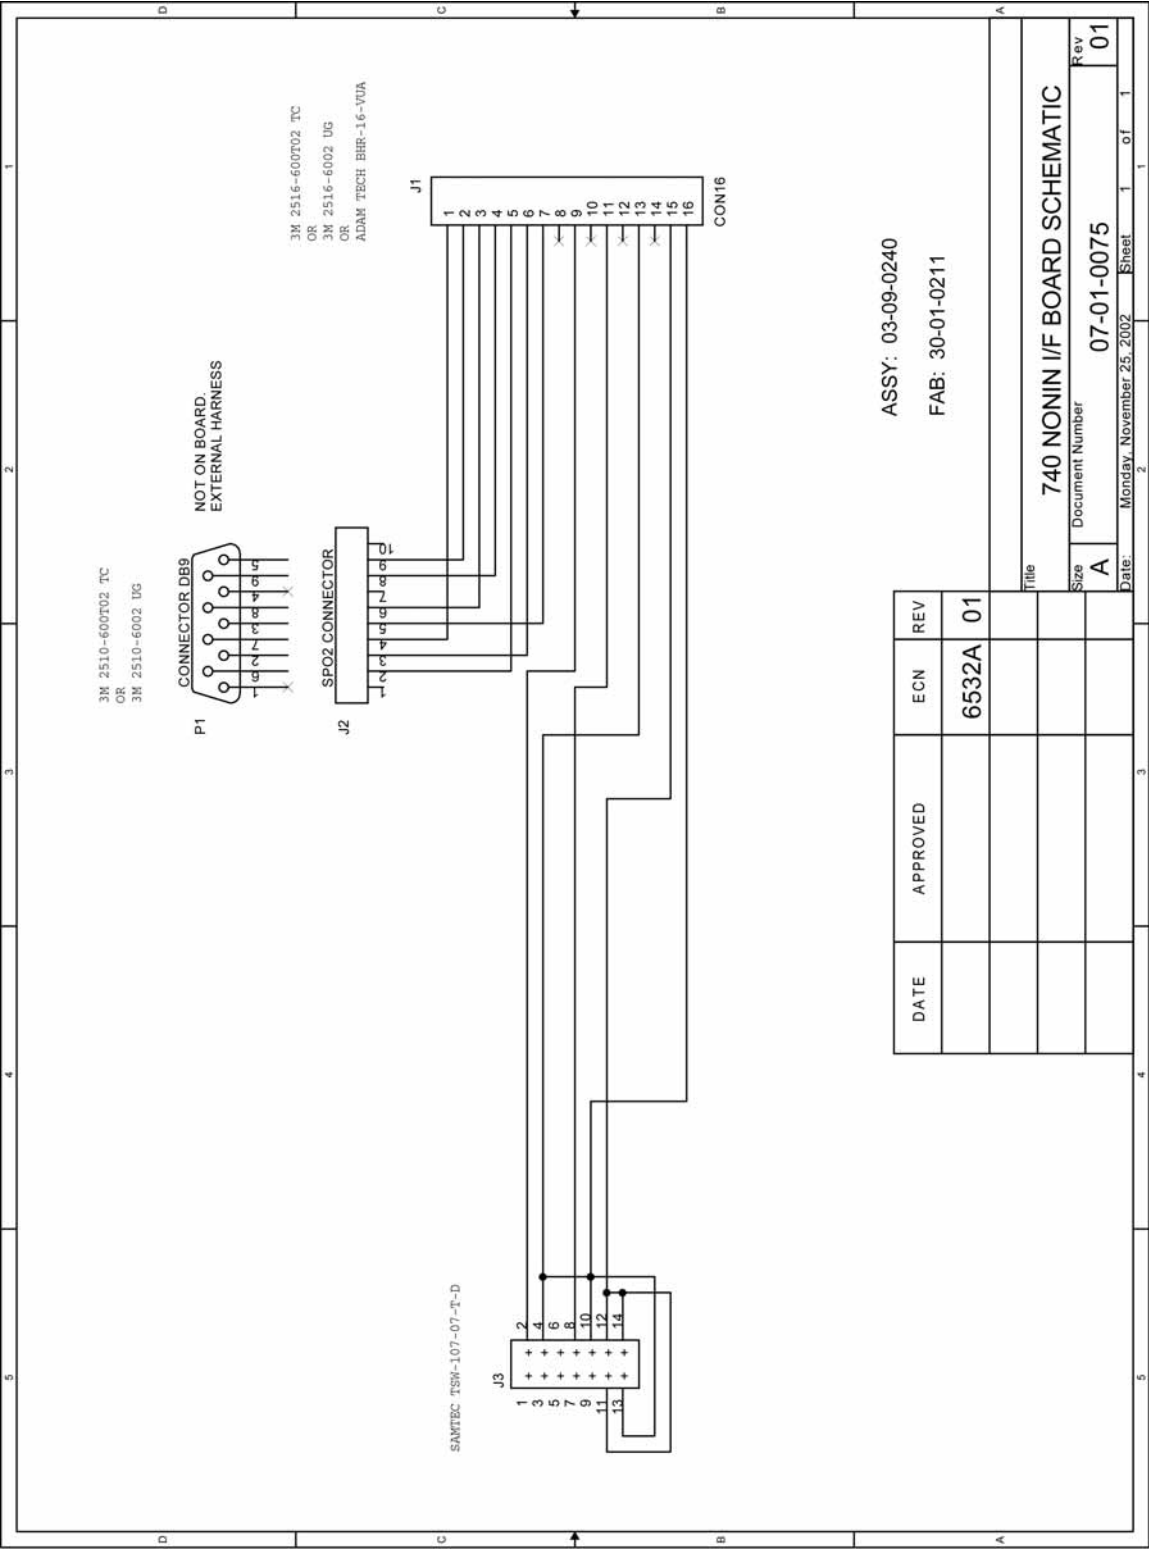 5
4
3
2
1
D
D
C
C
B
B
A
A
3M 2510-600T02 TC
OR
3M 2510-6002 UG
P1
CONNECTOR DB9
NOT ON BOARD.
EXTERNAL HARNESS
1
6
2
7
3
8
4
9
5
J2
SPO2 CONNECTOR
1
2
3
4
5
6
7
8
9
10
3M 2516-600T02 TC
OR
3M 2516-6002 UG
OR
ADAM TECH BHR-16-VUA
J1
1
2
3
4
5
6
7
8
9
10
11
12
13
14
15
16
CON16
SAMTEC TSW-107-07-T-D
J3
1 2
3 4
5 6
7 8
9 10
11 12
13 14
ASSY: 03-09-0240
FAB: 30-01-0211
DATE APPROVED ECN REV
6532A 01
Title
740 NONIN I/F BOARD SCHEMATIC
Size Document Number Rev
A 07-01-0075 01
Date: Monday, November 25, 2002 Sheet 1 of 1
5
4
3
2
1